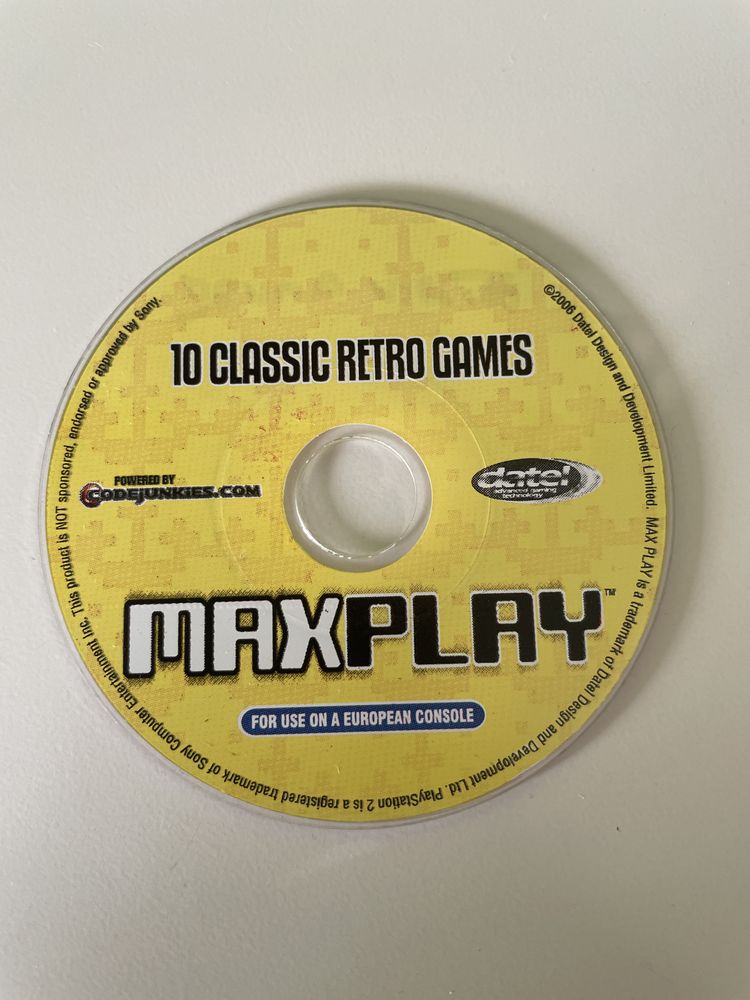 10 CLASSIC RETRO GAMES
POWERED BY
CODEJUNKIES.COM
datel
advanced gaming
technology
MAXPLAY™
FOR USE ON A EUROPEAN CONSOLE
©2006 Datel Design and Development Limited. MAX PLAY is a trademark of Datel Design and Development Ltd. PlayStation 2 is a registered trademark of Sony Computer Entertainment Inc. This product is NOT sponsored, endorsed or approved by Sony.